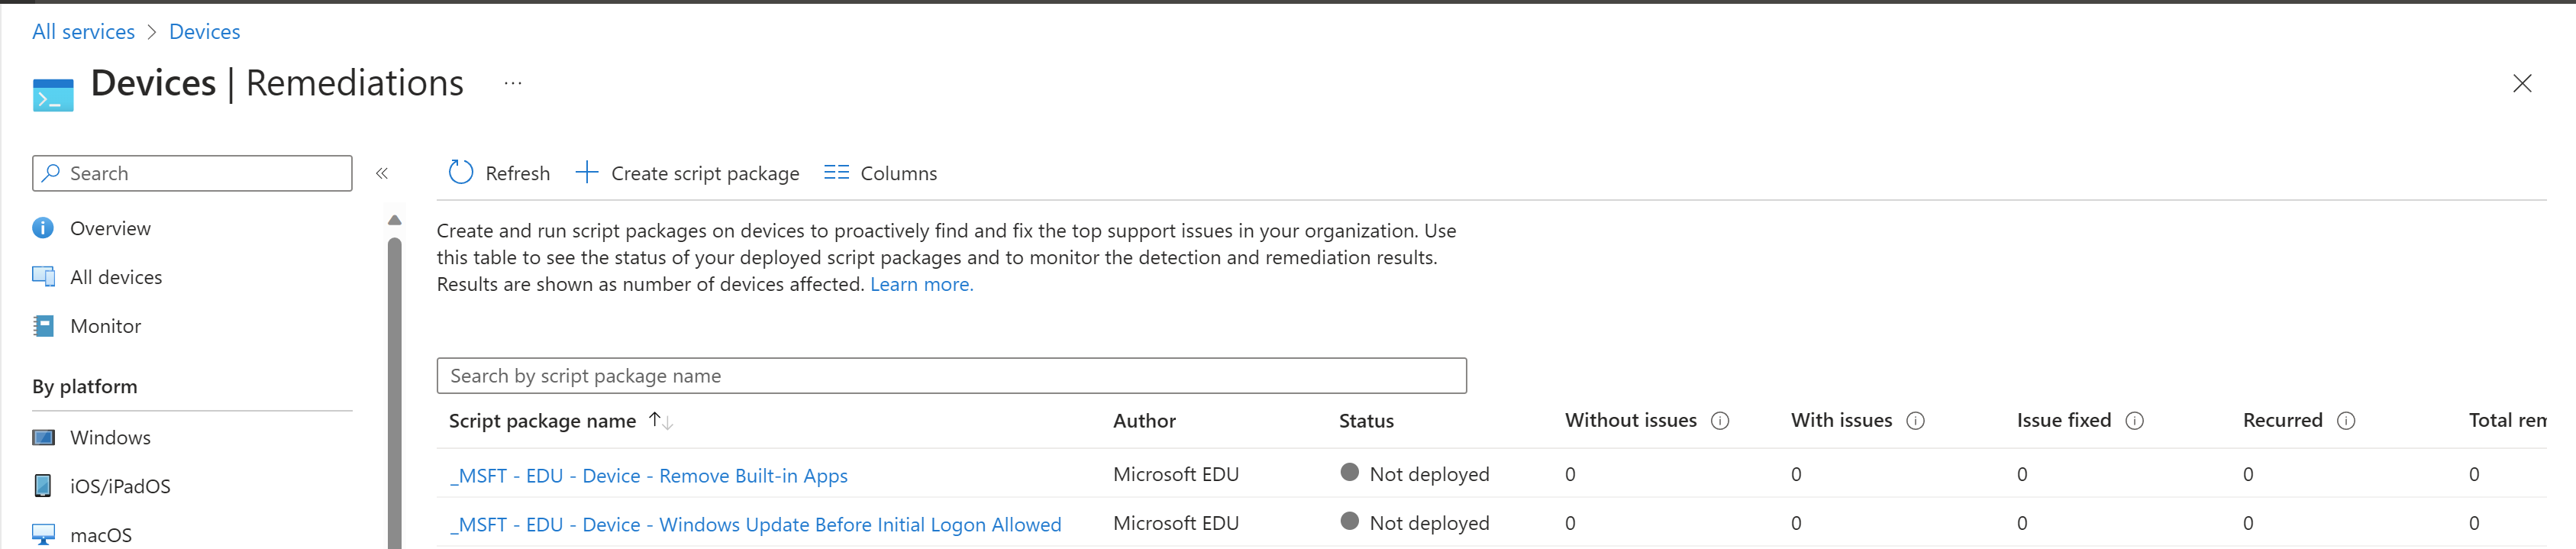 All services > Devices
Devices | Remediations ...
Search
Overview
All devices
Monitor
By platform
Windows
iOS/iPadOS
macOS
Refresh Create script package Columns
Create and run script packages on devices to proactively find and fix the top support issues in your organization. Use
this table to see the status of your deployed script packages and to monitor the detection and remediation results.
Results are shown as number of devices affected. Learn more.
Search by script package name
Script package name Author Status Without issues With issues Issue fixed Recurred Total rem
_MSFT - EDU - Device - Remove Built-in Apps Microsoft EDU Not deployed 0 0 0 0 0
_MSFT - EDU - Device - Windows Update Before Initial Logon Allowed Microsoft EDU Not deployed 0 0 0 0 0